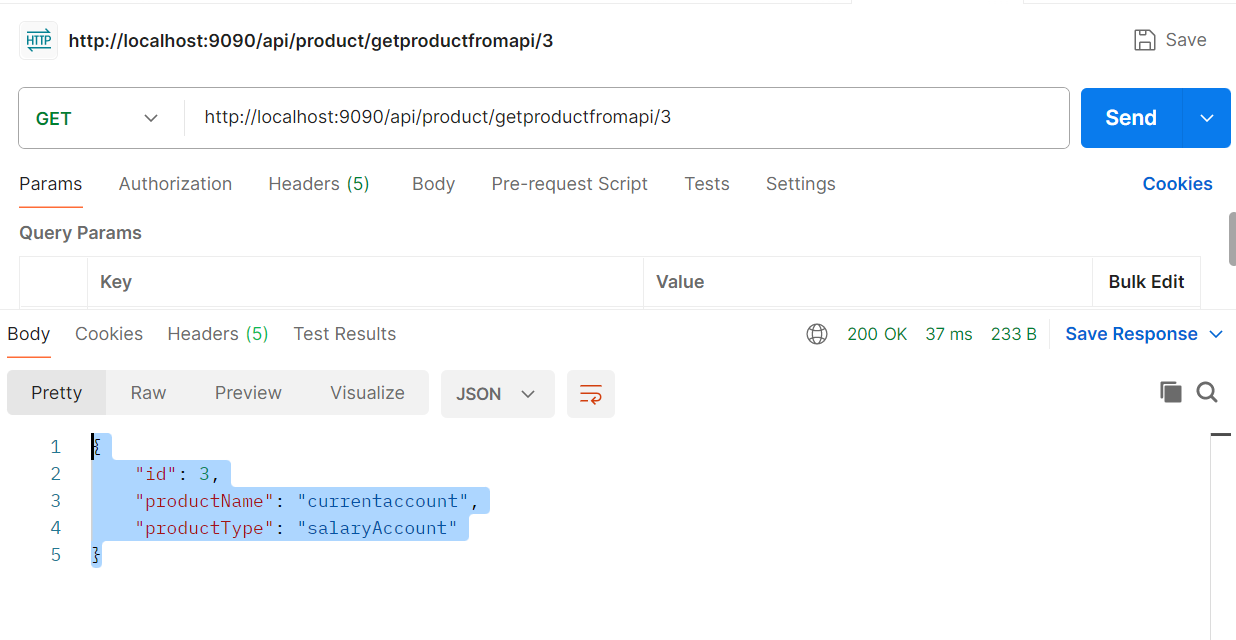 HTTP http://localhost:9090/api/product/getproductfromapi/3 Save
GET http://localhost:9090/api/product/getproductfromapi/3 Send
Params Authorization Headers (5) Body Pre-request Script Tests Settings Cookies
Query Params
Key Value Bulk Edit
Body Cookies Headers (5) Test Results 200 OK 37 ms 233 B Save Response
Pretty Raw Preview Visualize JSON
1 {
2 "id": 3,
3 "productName": "currentaccount",
4 "productType": "salaryAccount"
5 }